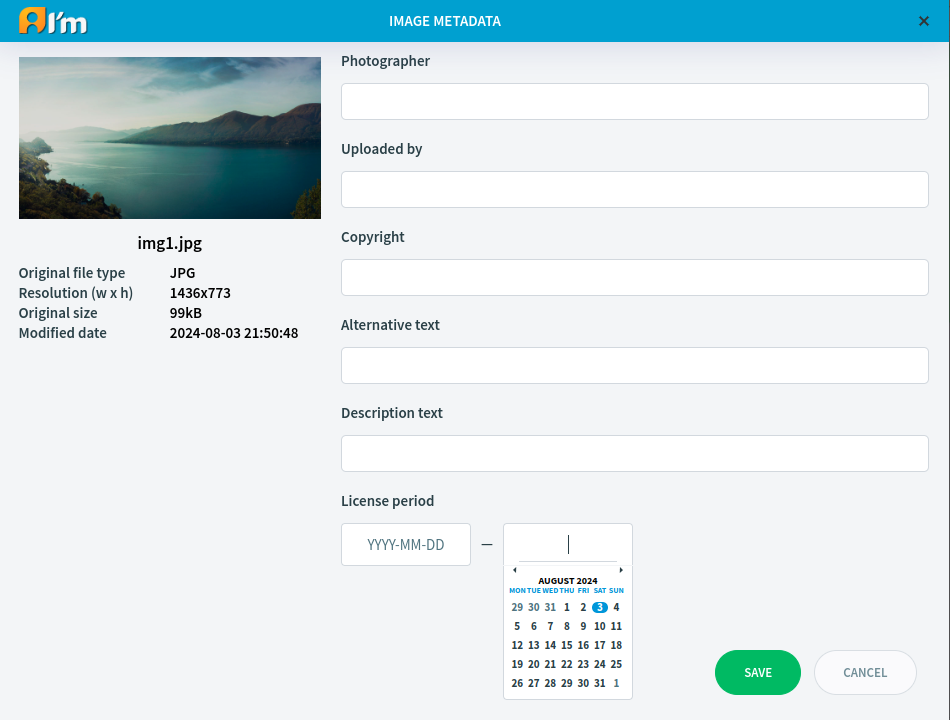 AI'm
IMAGE METADATA
×
img1.jpg
Original file type JPG
Resolution (w x h) 1436x773
Original size 99kB
Modified date 2024-08-03 21:50:48
Photographer
Uploaded by
Copyright
Alternative text
Description text
License period
YYYY-MM-DD —
AUGUST 2024
MON TUE WED THU FRI SAT SUN
29 30 31 1 2 3 4
5 6 7 8 9 10 11
12 13 14 15 16 17 18
19 20 21 22 23 24 25
26 27 28 29 30 31 1
SAVE CANCEL